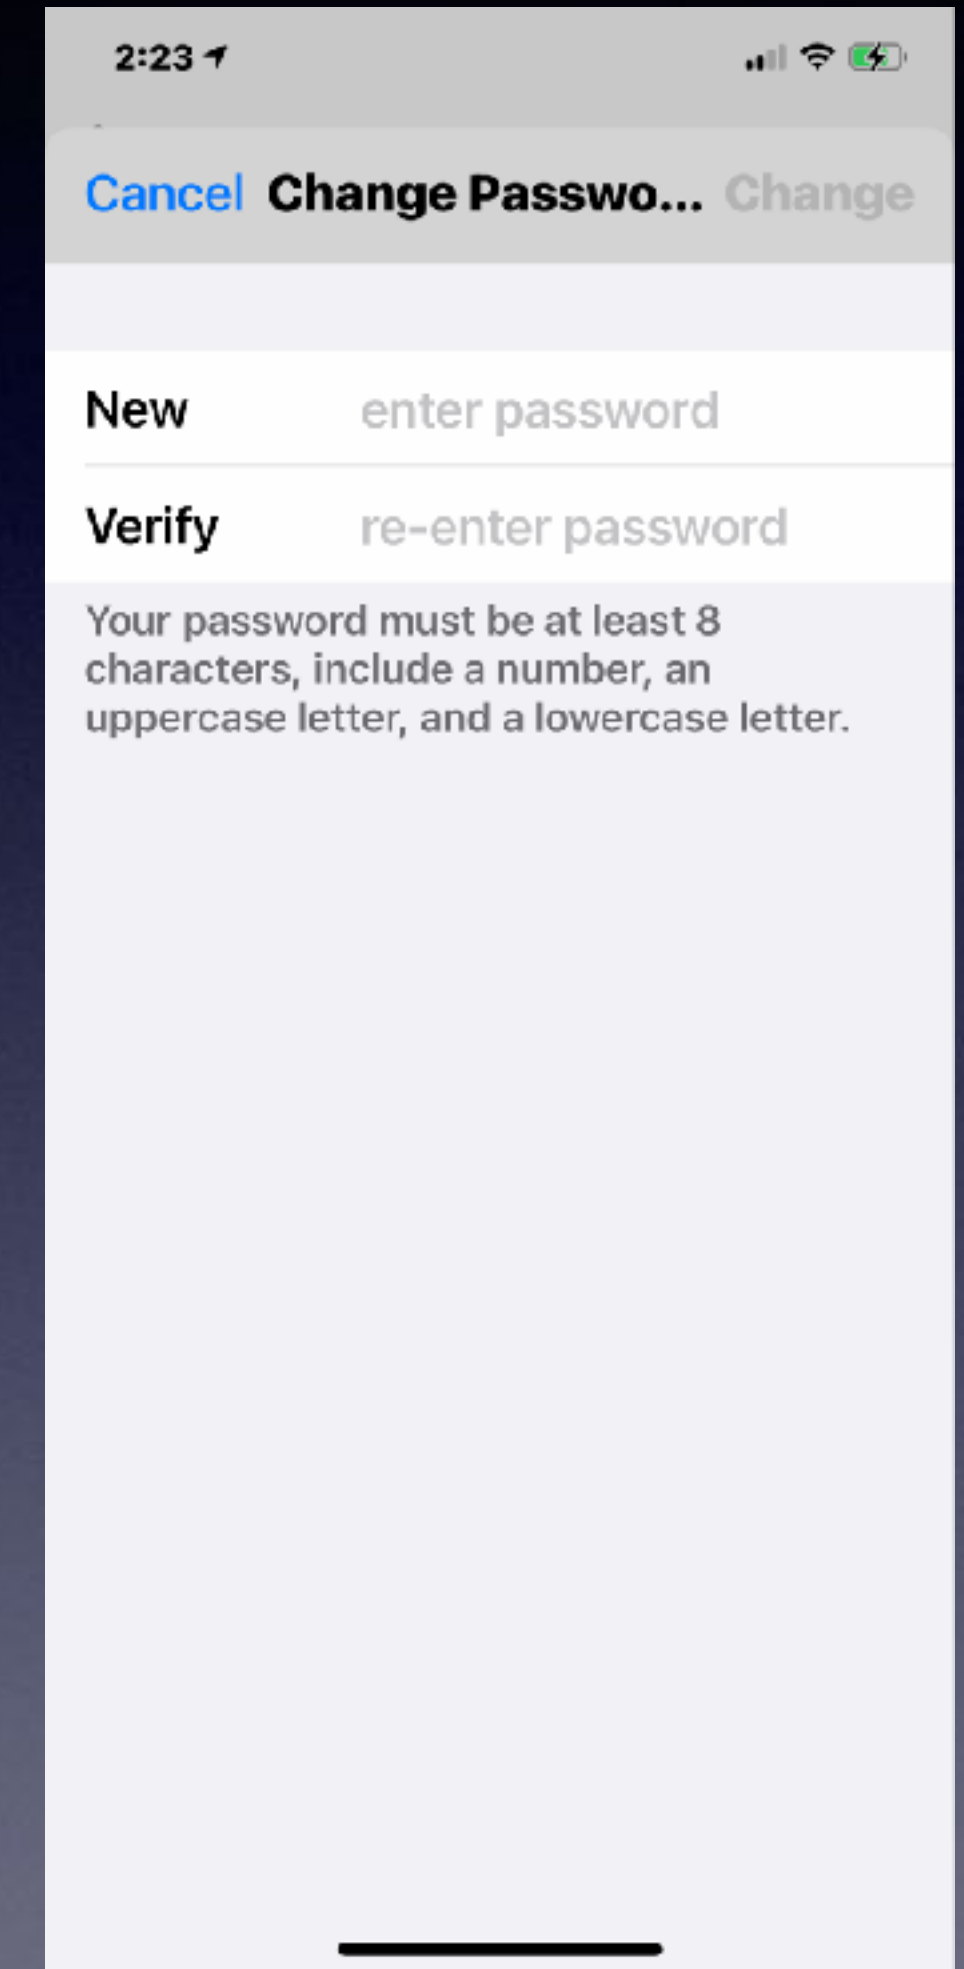 2:23
Cancel Change Passwo... Change
New enter password
Verify re-enter password
Your password must be at least 8
characters, include a number, an
uppercase letter, and a lowercase letter.